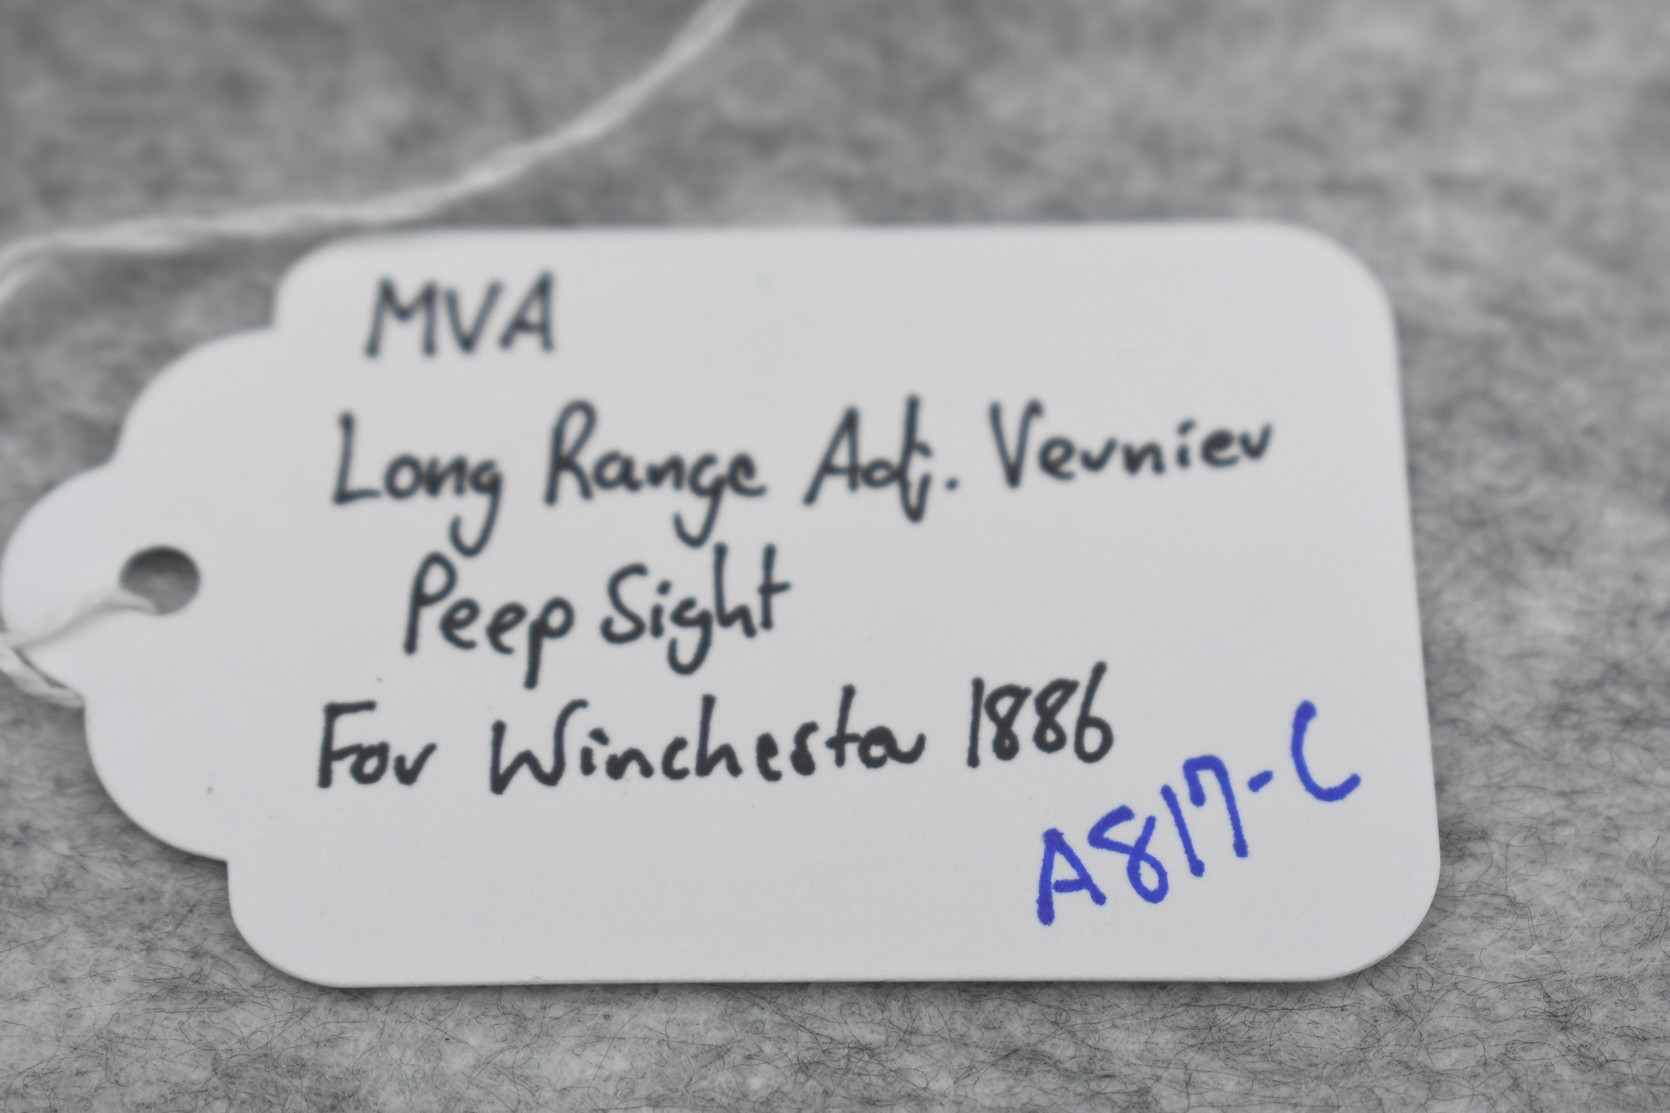 MVA
Long Range Adj. Vernier
Peep Sight
For Winchester 1886
A817-C